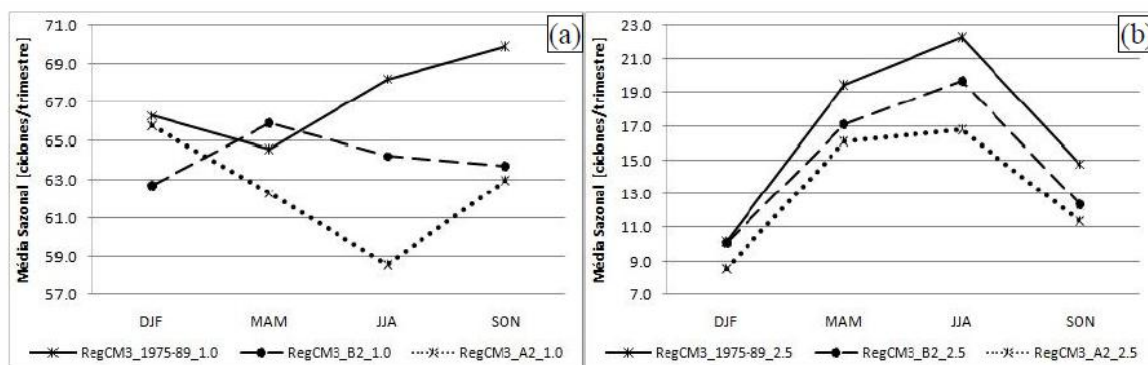 (a)
Média Sazonal [ciclones/trimestre]
71.0
69.0
67.0
65.0
63.0
61.0
59.0
57.0
DJF MAM JJA SON
RegCM3_1975-89_1.0 RegCM3_B2_1.0 RegCM3_A2_1.0
(b)
Média Sazonal [ciclones/trimestre]
23.0
21.0
19.0
17.0
15.0
13.0
11.0
9.0
7.0
DJF MAM JJA SON
RegCM3_1975-89_2.5 RegCM3_B2_2.5 RegCM3_A2_2.5